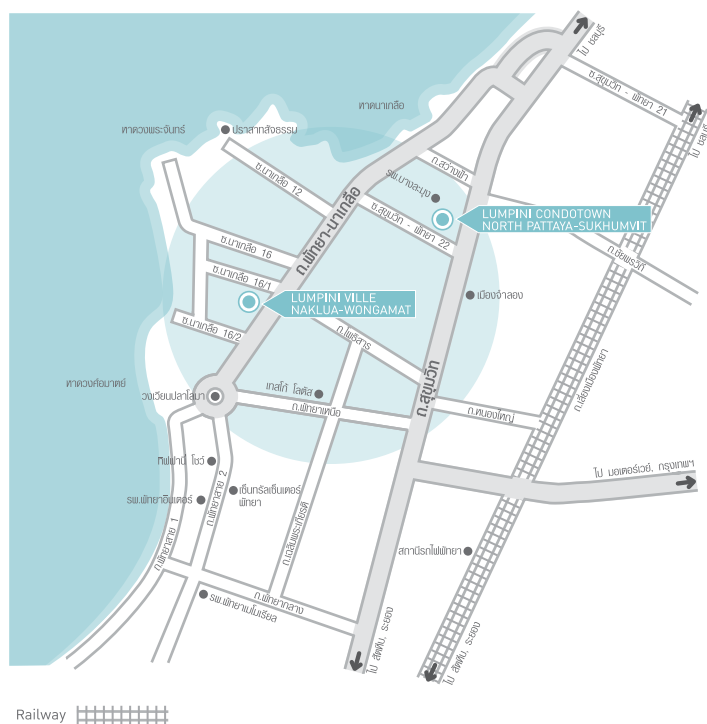 ไป ชลบุรี
ซ.สุขุมวิท - พัทยา 21
ไป ชลบุรี
หาดนาเกลือ
หาดวงพระจันทร์
ปราสาทสัจธรรม
ถ.สว่างฟ้า
รพ.บางละมุง
ซ.นาเกลือ 12
ถ.พัทยา-นาเกลือ
ซ.สุขุมวิท - พัทยา 22
LUMPINI CONDOTOWN
NORTH PATTAYA-SUKHUMVIT
ซ.นาเกลือ 16
ถ.ชัยพรวิถี
ซ.นาเกลือ 16/1
LUMPINI VILLE
NAKLUA-WONGAMAT
เมืองจำลอง
ซ.นาเกลือ 16/2
ถ.โพธิสาร
หาดวงศ์อมาตย์
วงเวียนปลาโลมา
เทสโก้ โลตัส
ถ.พัทยาเหนือ
ถ.สุขุมวิท
ถ.หนองใหญ่
ถ.เลี่ยงเมืองพัทยา
ทิฟฟานี่ โชว์
ไป มอเตอร์เวย์, กรุงเทพฯ
รพ.พัทยาอินเตอร์
ถ.พัทยาสาย 2
เซ็นทรัลเซ็นเตอร์
พัทยา
ถ.เฉลิมพระเกียรติ
ถ.พัทยาสาย 1
สถานีรถไฟพัทยา
รพ.พัทยาเมโมเรียล
ถ.พัทยากลาง
ไป สัตหีบ, ระยอง
ไป สัตหีบ, ระยอง
Railway